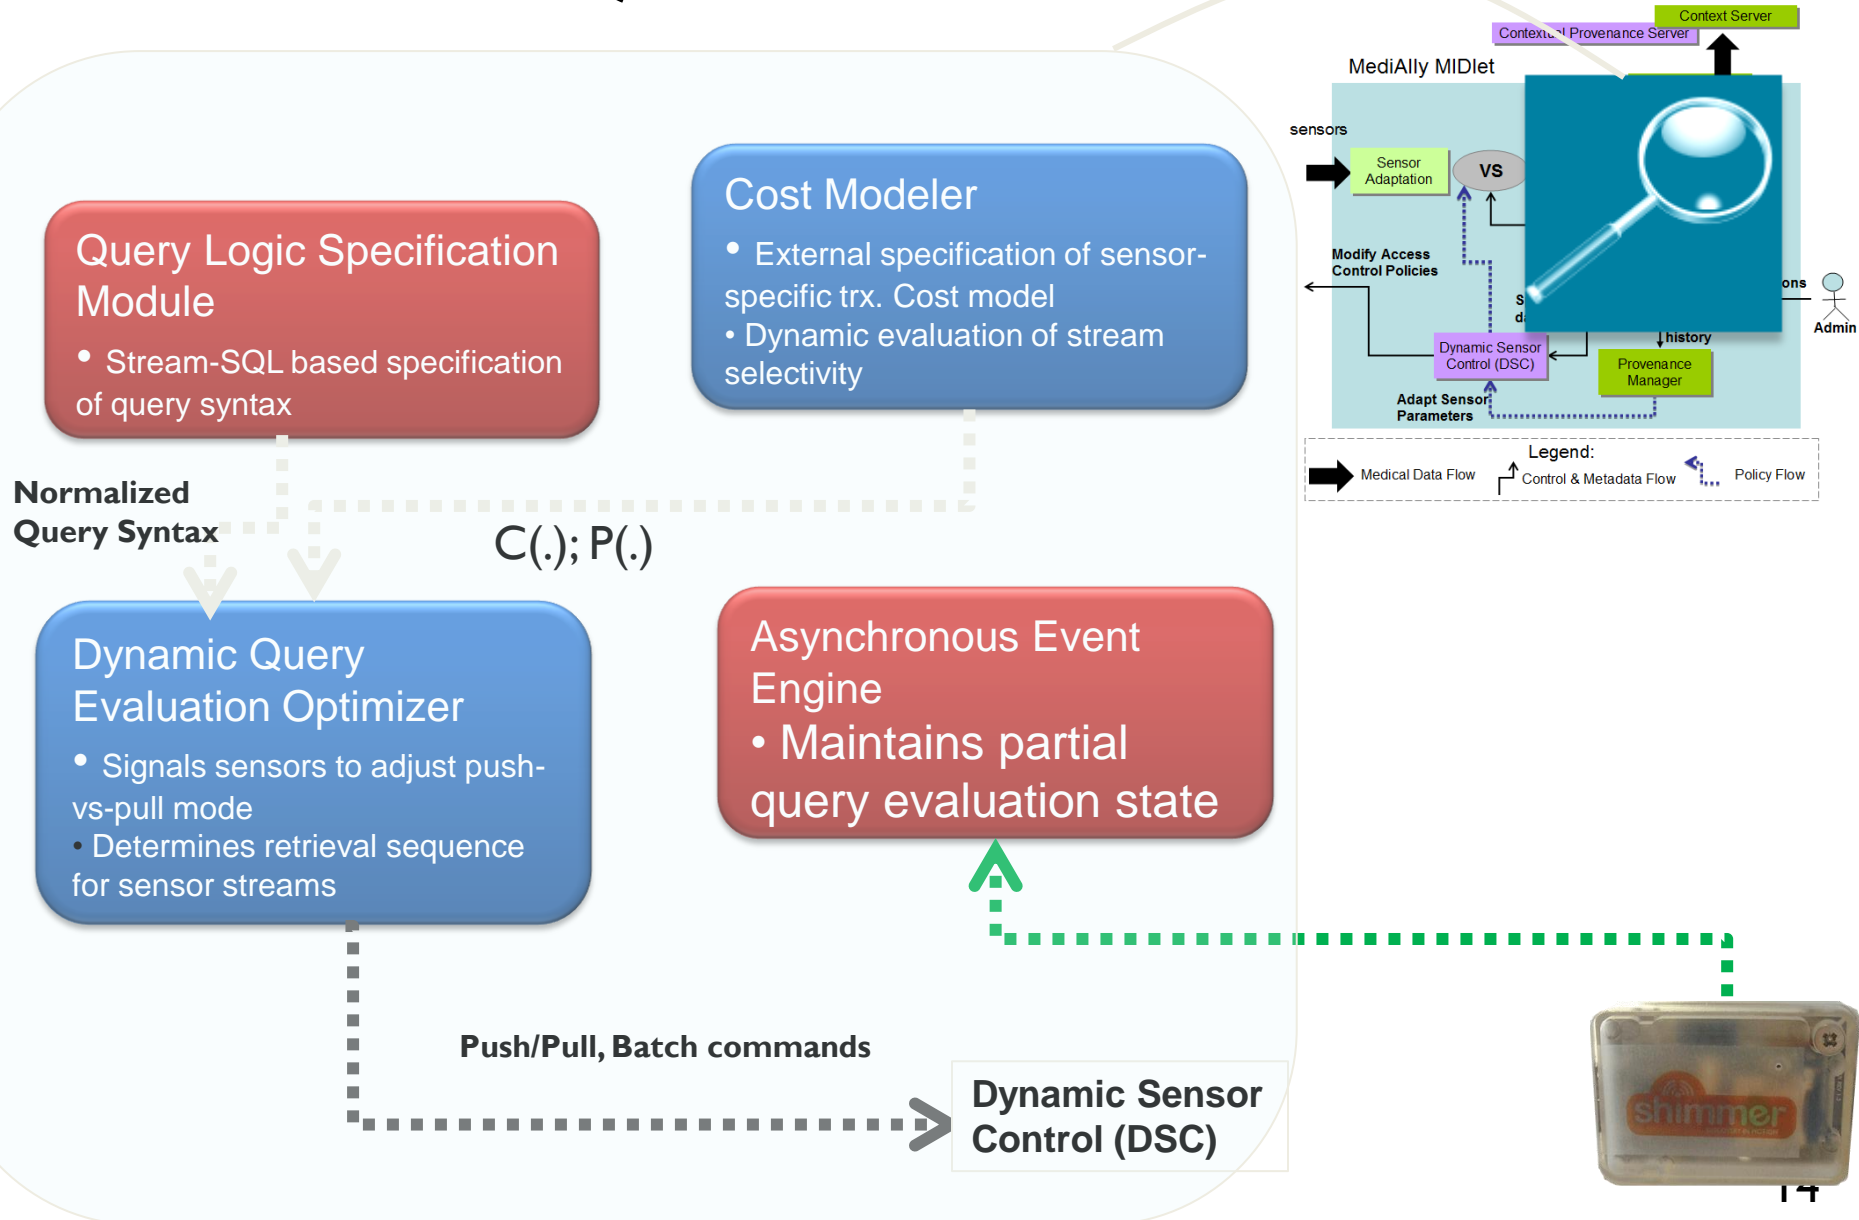 Context Server
Contextual Provenance Server
MediAlly MIDlet
sensors
Sensor
Adaptation
VS
Modify Access
Control Policies
ons
Admin
history
Dynamic Sensor
Control (DSC)
Provenance
Manager
Adapt Sensor
Parameters
Legend:
Medical Data Flow
Control & Metadata Flow
Policy Flow
Query Logic Specification
Module
• Stream-SQL based specification
of query syntax
Cost Modeler
• External specification of sensor-
specific trx. Cost model
• Dynamic evaluation of stream
selectivity
Normalized
Query Syntax
C(.); P(.)
Dynamic Query
Evaluation Optimizer
• Signals sensors to adjust push-
vs-pull mode
• Determines retrieval sequence
for sensor streams
Asynchronous Event
Engine
• Maintains partial
query evaluation state
Push/Pull, Batch commands
Dynamic Sensor
Control (DSC)
shimmer
14